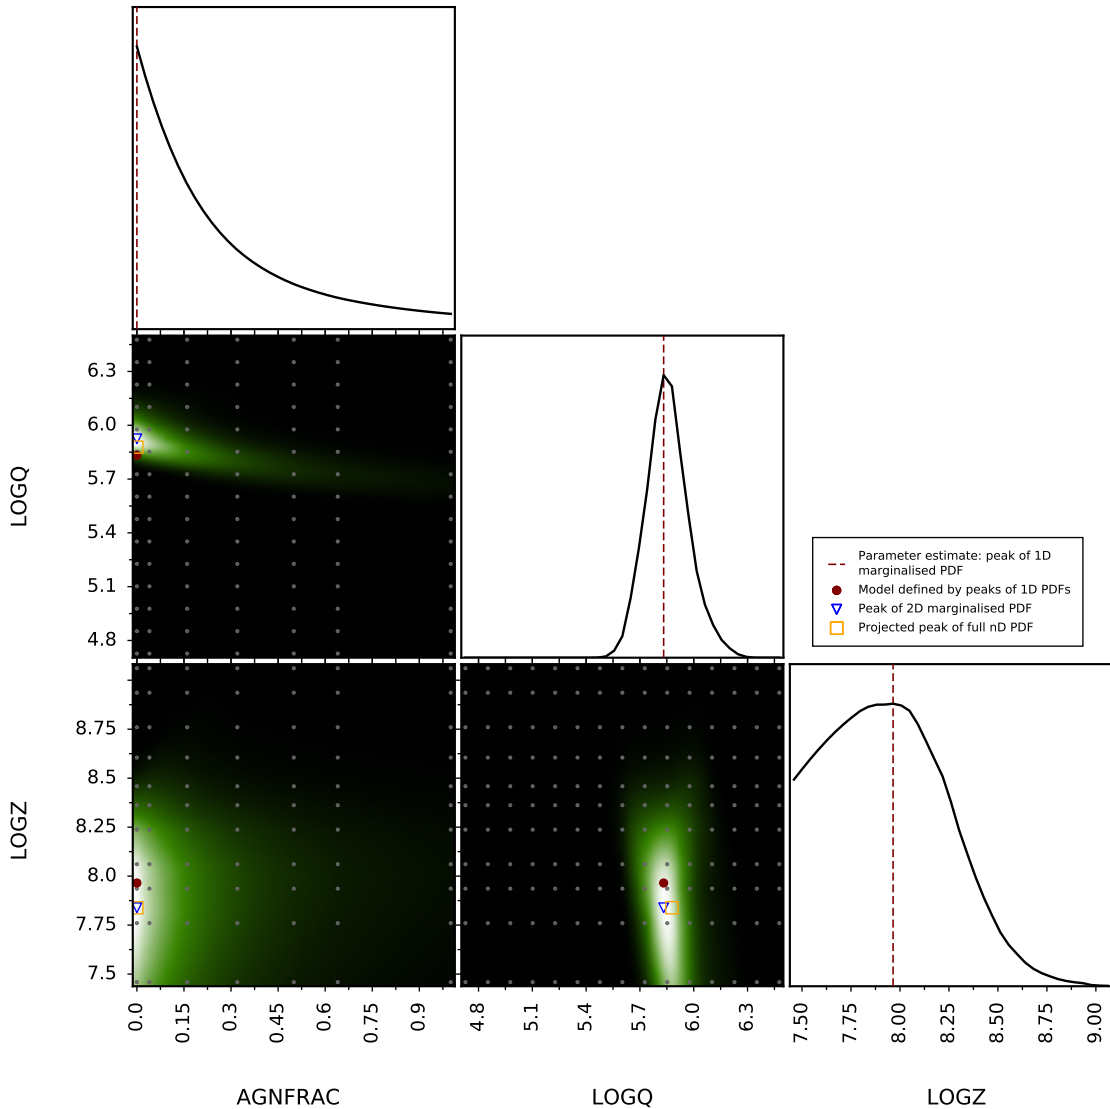 6.3
6.0
5.7
5.4
5.1
4.8
LOGQ
Parameter estimate: peak of 1D
marginalised PDF
Model defined by peaks of 1D PDFs
Peak of 2D marginalised PDF
Projected peak of full nD PDF
8.75
8.5
8.25
8.0
7.75
7.5
LOGZ
0.0 0.15 0.3 0.45 0.6 0.75 0.9
4.8 5.1 5.4 5.7 6.0 6.3
7.50 7.75 8.00 8.25 8.50 8.75 9.00
AGNFRAC
LOGQ
LOGZ